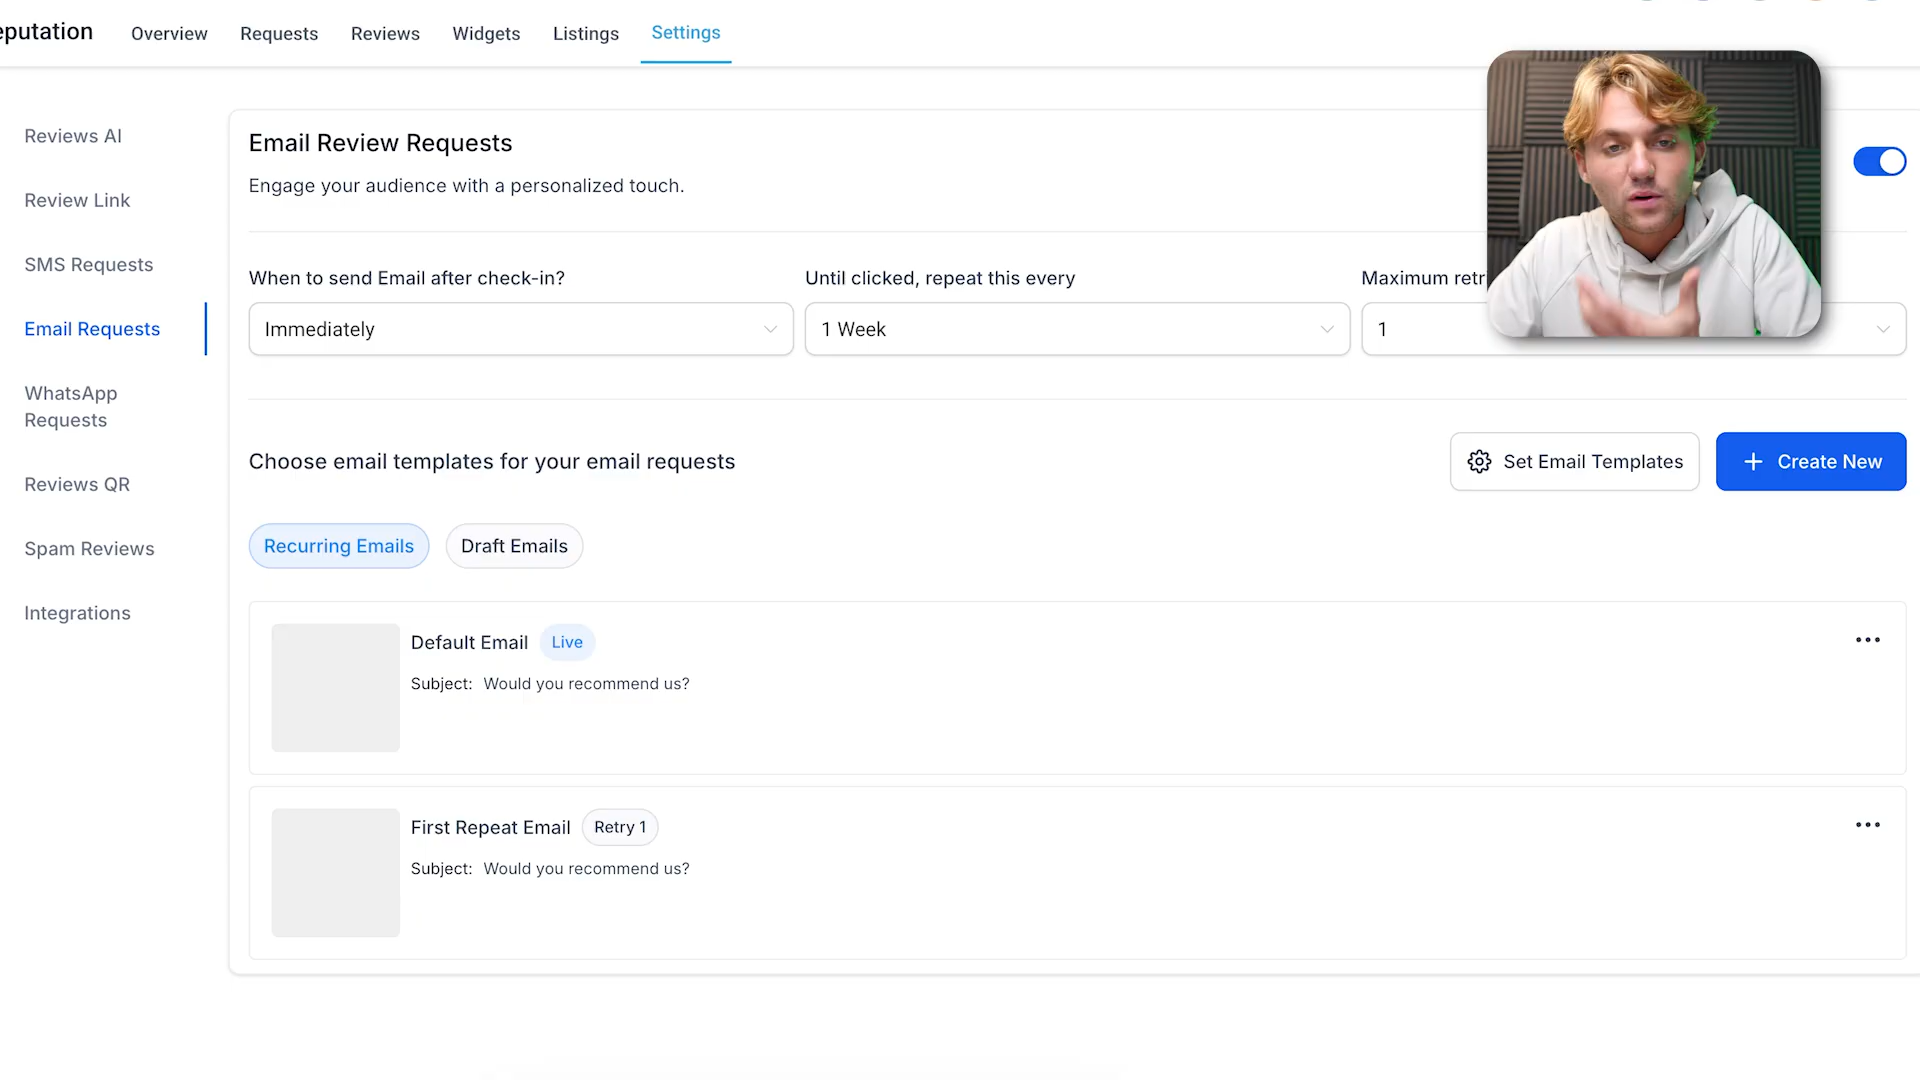 eputation
Overview
Requests
Reviews
Widgets
Listings
Settings
Reviews AI
Review Link
SMS Requests
Email Requests
WhatsApp
Requests
Reviews QR
Spam Reviews
Integrations
Email Review Requests
Engage your audience with a personalized touch.
When to send Email after check-in?
Until clicked, repeat this every
Maximum retr
Immediately
1 Week
1
Choose email templates for your email requests
Set Email Templates
Create New
Recurring Emails
Draft Emails
Default Email
Live
Subject: Would you recommend us?
First Repeat Email
Retry 1
Subject: Would you recommend us?